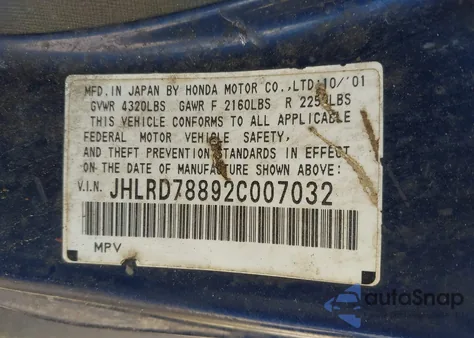 MFD. IN JAPAN BY HONDA MOTOR CO., LTD. 10/'01
GVWR 4320LBS GAWR F 2160LBS R 2250LBS
THIS VEHICLE CONFORMS TO ALL APPLICABLE
FEDERAL MOTOR VEHICLE SAFETY,
AND THEFT PREVENTION STANDARDS IN EFFECT
ON THE DATE OF MANUFACTURE SHOWN ABOVE:
V.I.N. JHLRD78892C007032
MPV
autoSnap